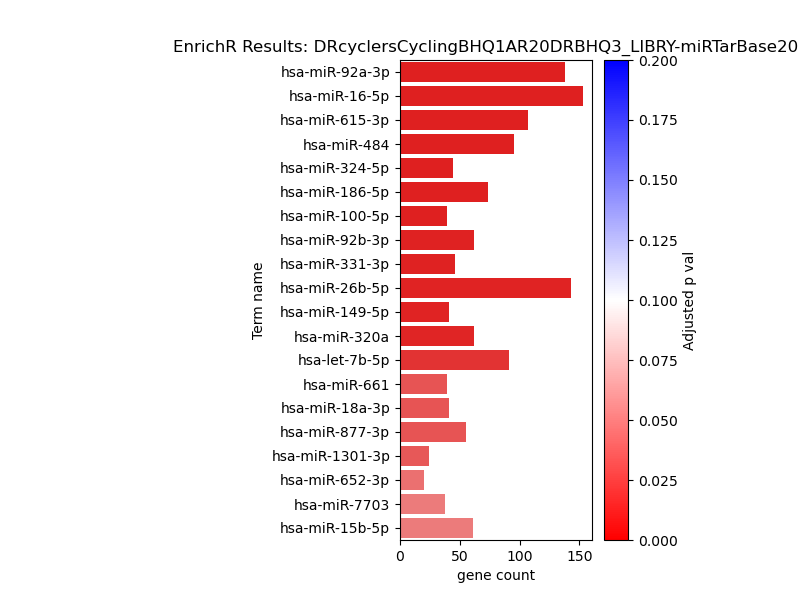 EnrichR Results: DRcyclersCyclingBHQ1AR20DRBHQ3_LIBRY-miRTarBase20
hsa-miR-92a-3p
hsa-miR-16-5p
hsa-miR-615-3p
hsa-miR-484
hsa-miR-324-5p
hsa-miR-186-5p
hsa-miR-100-5p
hsa-miR-92b-3p
hsa-miR-331-3p
hsa-miR-26b-5p
hsa-miR-149-5p
hsa-miR-320a
hsa-let-7b-5p
hsa-miR-661
hsa-miR-18a-3p
hsa-miR-877-3p
hsa-miR-1301-3p
hsa-miR-652-3p
hsa-miR-7703
hsa-miR-15b-5p
Term name
0 50 100 150
gene count
0.200
0.175
0.150
0.125
0.100
0.075
0.050
0.025
0.000
Adjusted p val